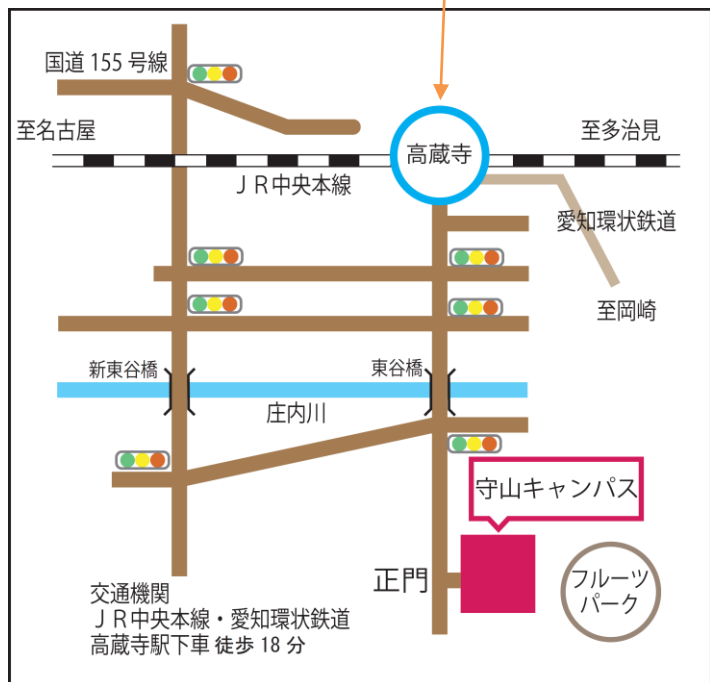 国道 155 号線
至名古屋
高蔵寺
至多治見
ＪＲ中央本線
愛知環状鉄道
至岡崎
新東谷橋
東谷橋
庄内川
守山キャンパス
正門
フルーツ
パーク
交通機関
ＪＲ中央本線・愛知環状鉄道
高蔵寺駅下車 徒歩 18 分